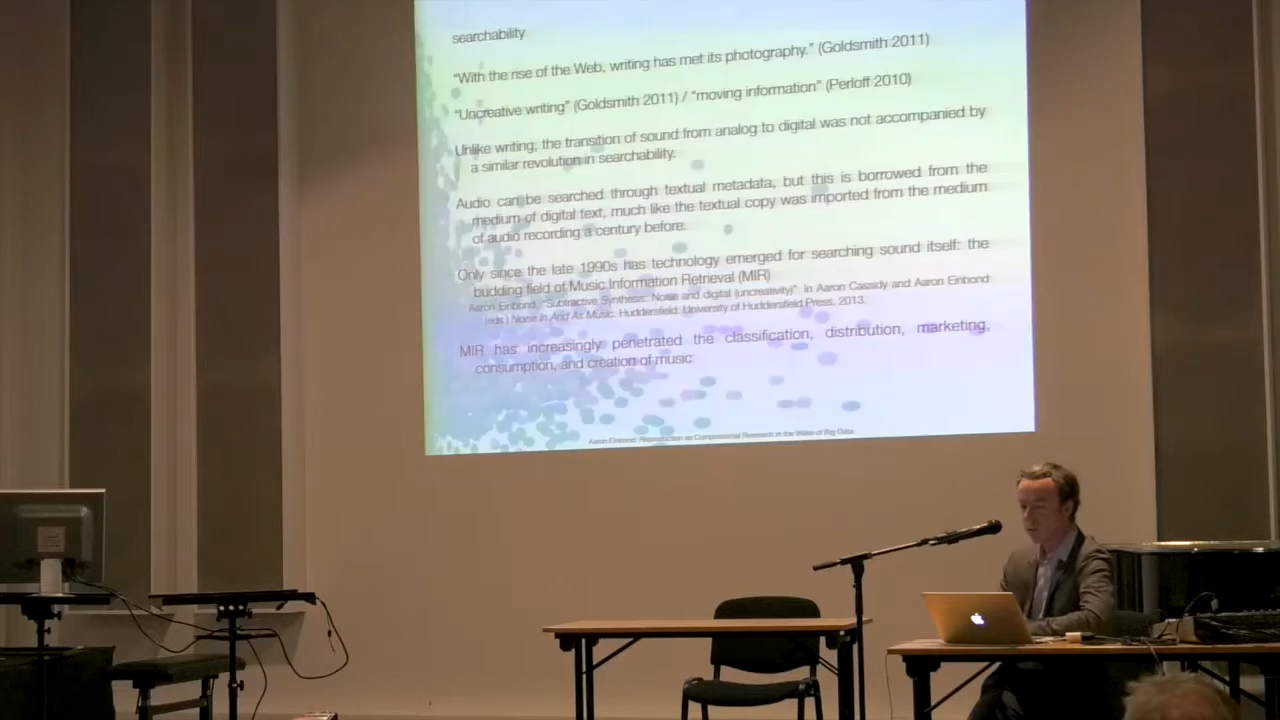 searchability
“With the rise of the Web, writing has met its photography.” (Goldsmith 2011)
“Uncreative writing” (Goldsmith 2011) / “moving information” (Perloff 2010)
Unlike writing, the transition of sound from analog to digital was not accompanied by
a similar revolution in searchability.
Audio can be searched through textual metadata, but this is borrowed from the
medium of digital text, much like the textual copy was imported from the medium
of audio recording a century before.
Only since the late 1990s has technology emerged for searching sound itself: the
budding field of Music Information Retrieval (MIR)
Aaron Einbond, “Subtractive Synthesis: Noise and digital (un)creativity” In Aaron Cassidy and Aaron Einbond
(eds.) Noise In And As Music. Huddersfield: University of Huddersfield Press, 2013.
MIR has increasingly penetrated the classification, distribution, marketing,
consumption, and creation of music
Aaron Einbond: Reproduction as Compositional Research in the Wake of Big Data